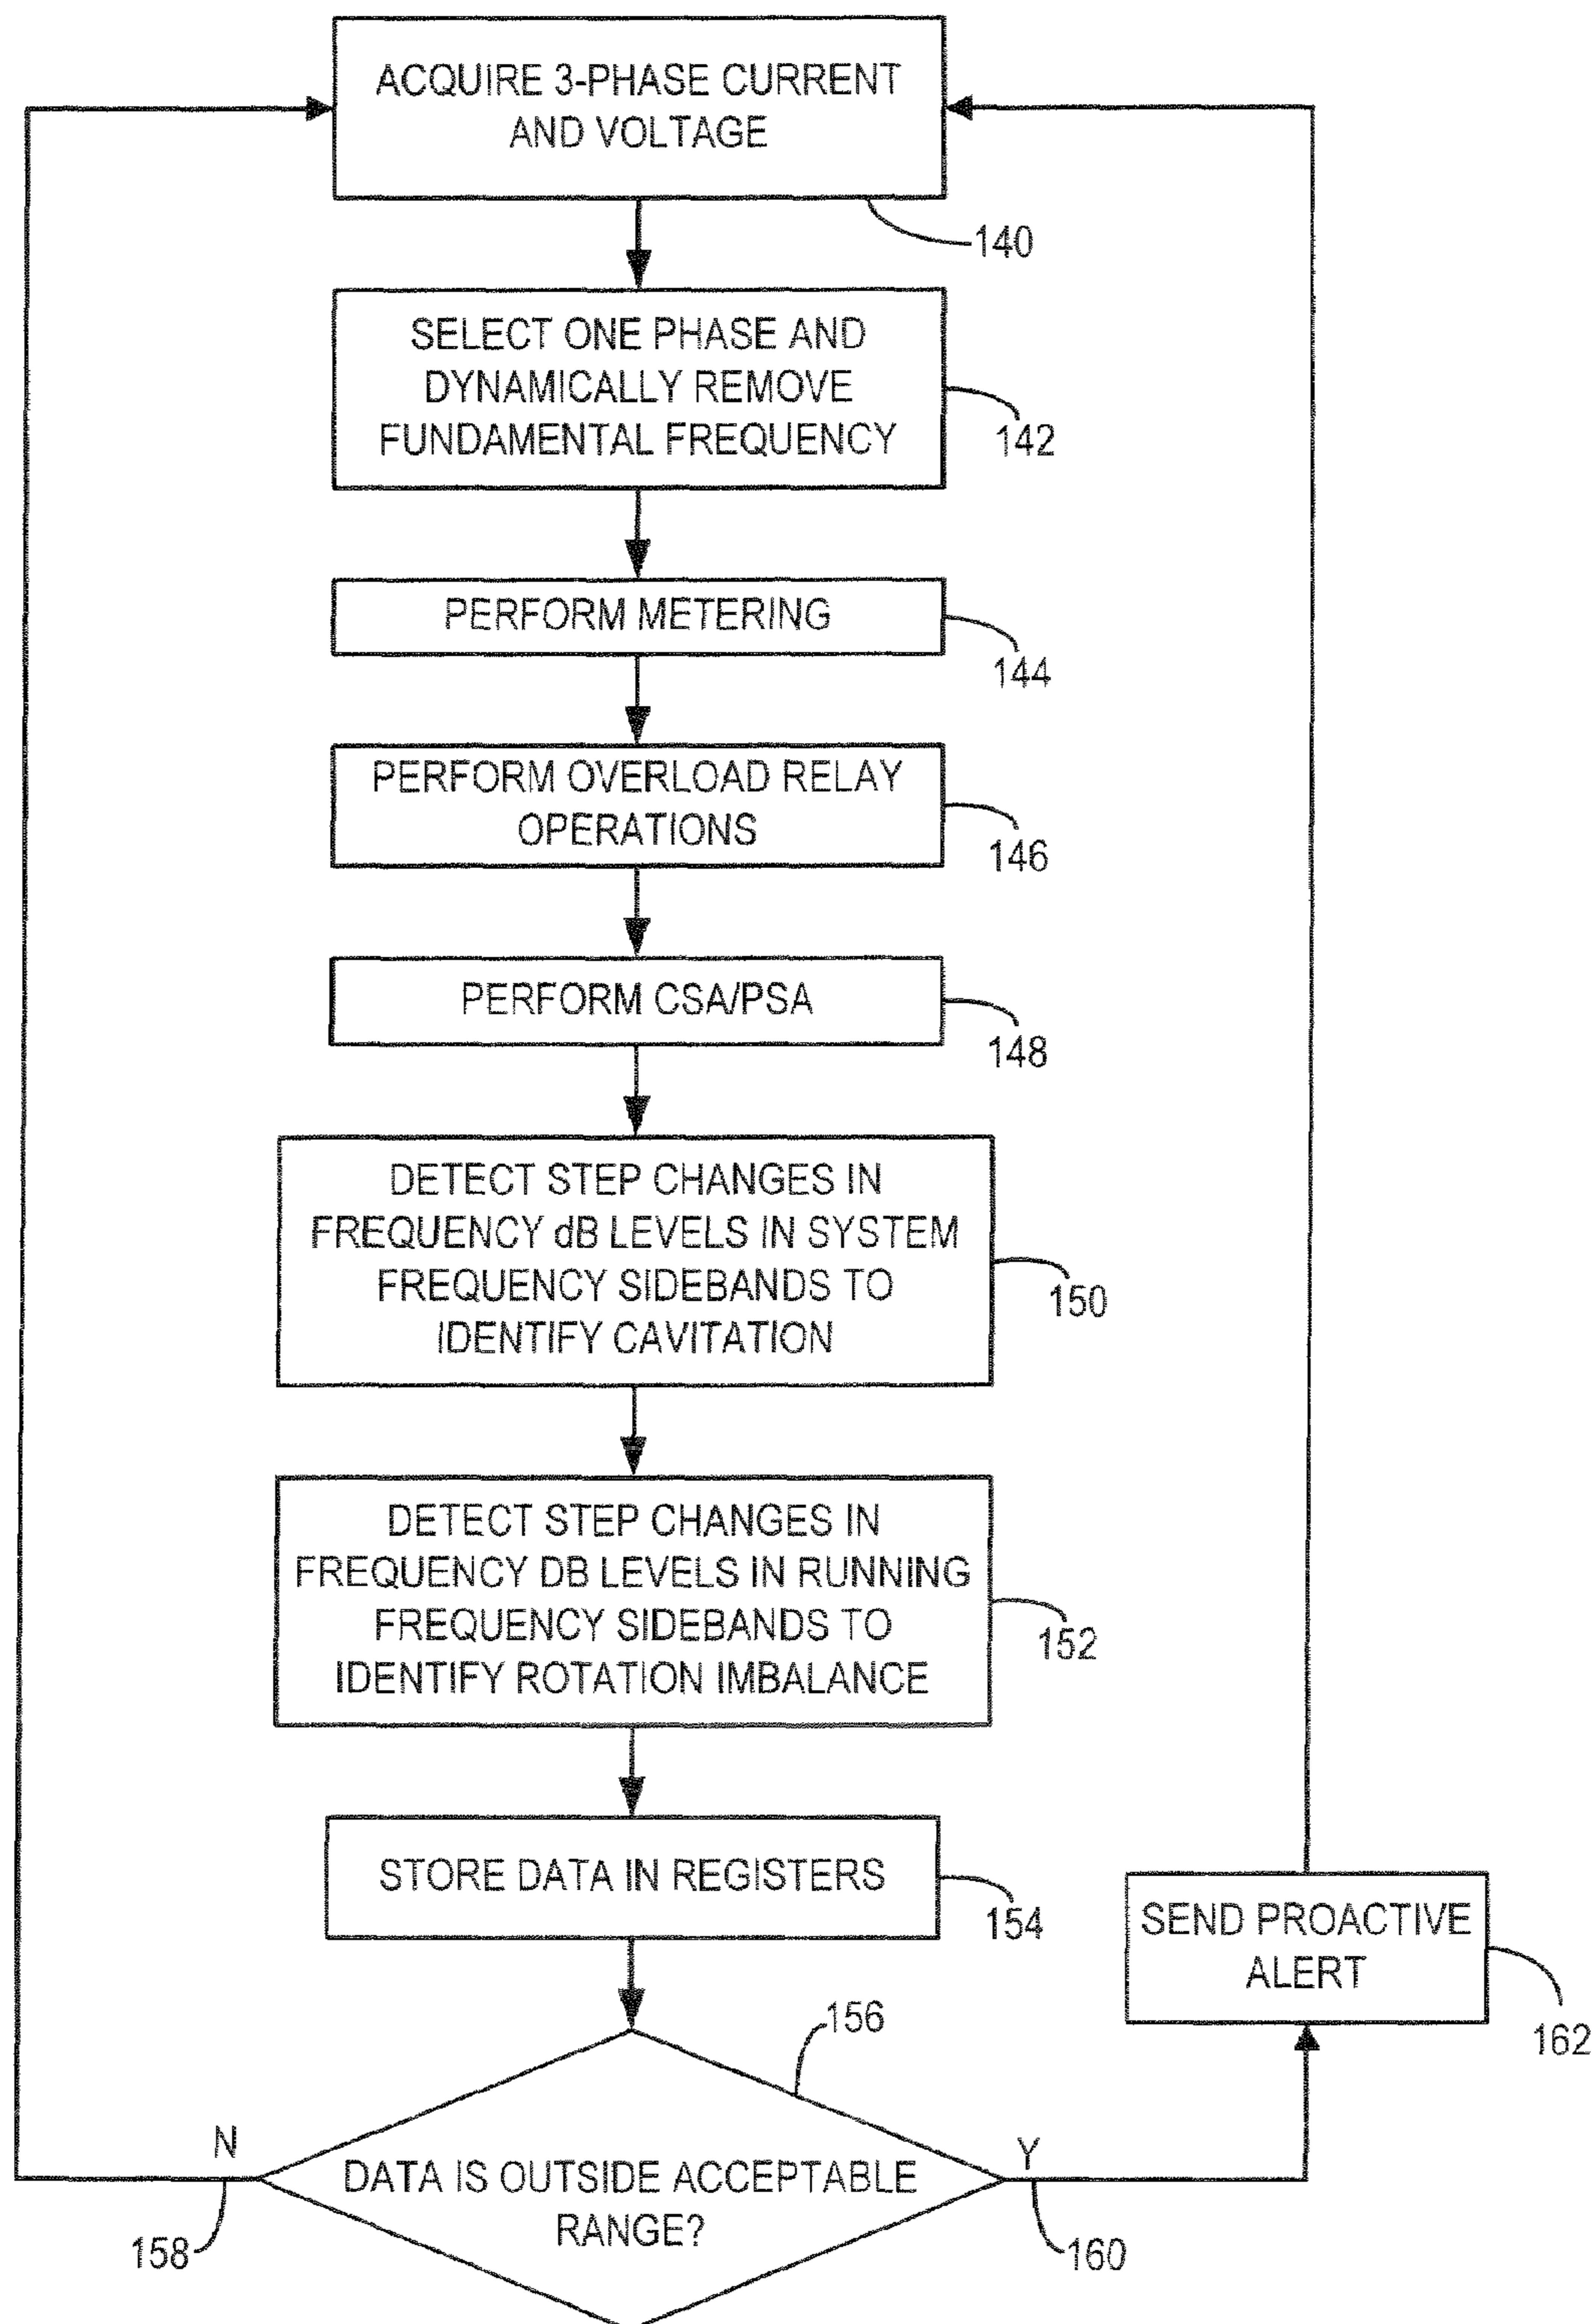 ACQUIRE 3-PHASE CURRENT
AND VOLTAGE
140
SELECT ONE PHASE AND
DYNAMICALLY REMOVE
FUNDAMENTAL FREQUENCY
142
PERFORM METERING
144
PERFORM OVERLOAD RELAY
OPERATIONS
146
PERFORM CSA/PSA
148
DETECT STEP CHANGES IN
FREQUENCY dB LEVELS IN SYSTEM
FREQUENCY SIDEBANDS TO
IDENTIFY CAVITATION
150
DETECT STEP CHANGES IN
FREQUENCY DB LEVELS IN RUNNING
FREQUENCY SIDEBANDS TO
IDENTIFY ROTATION IMBALANCE
152
STORE DATA IN REGISTERS
154
SEND PROACTIVE
ALERT
162
156
N
Y
DATA IS OUTSIDE ACCEPTABLE
RANGE?
158
160